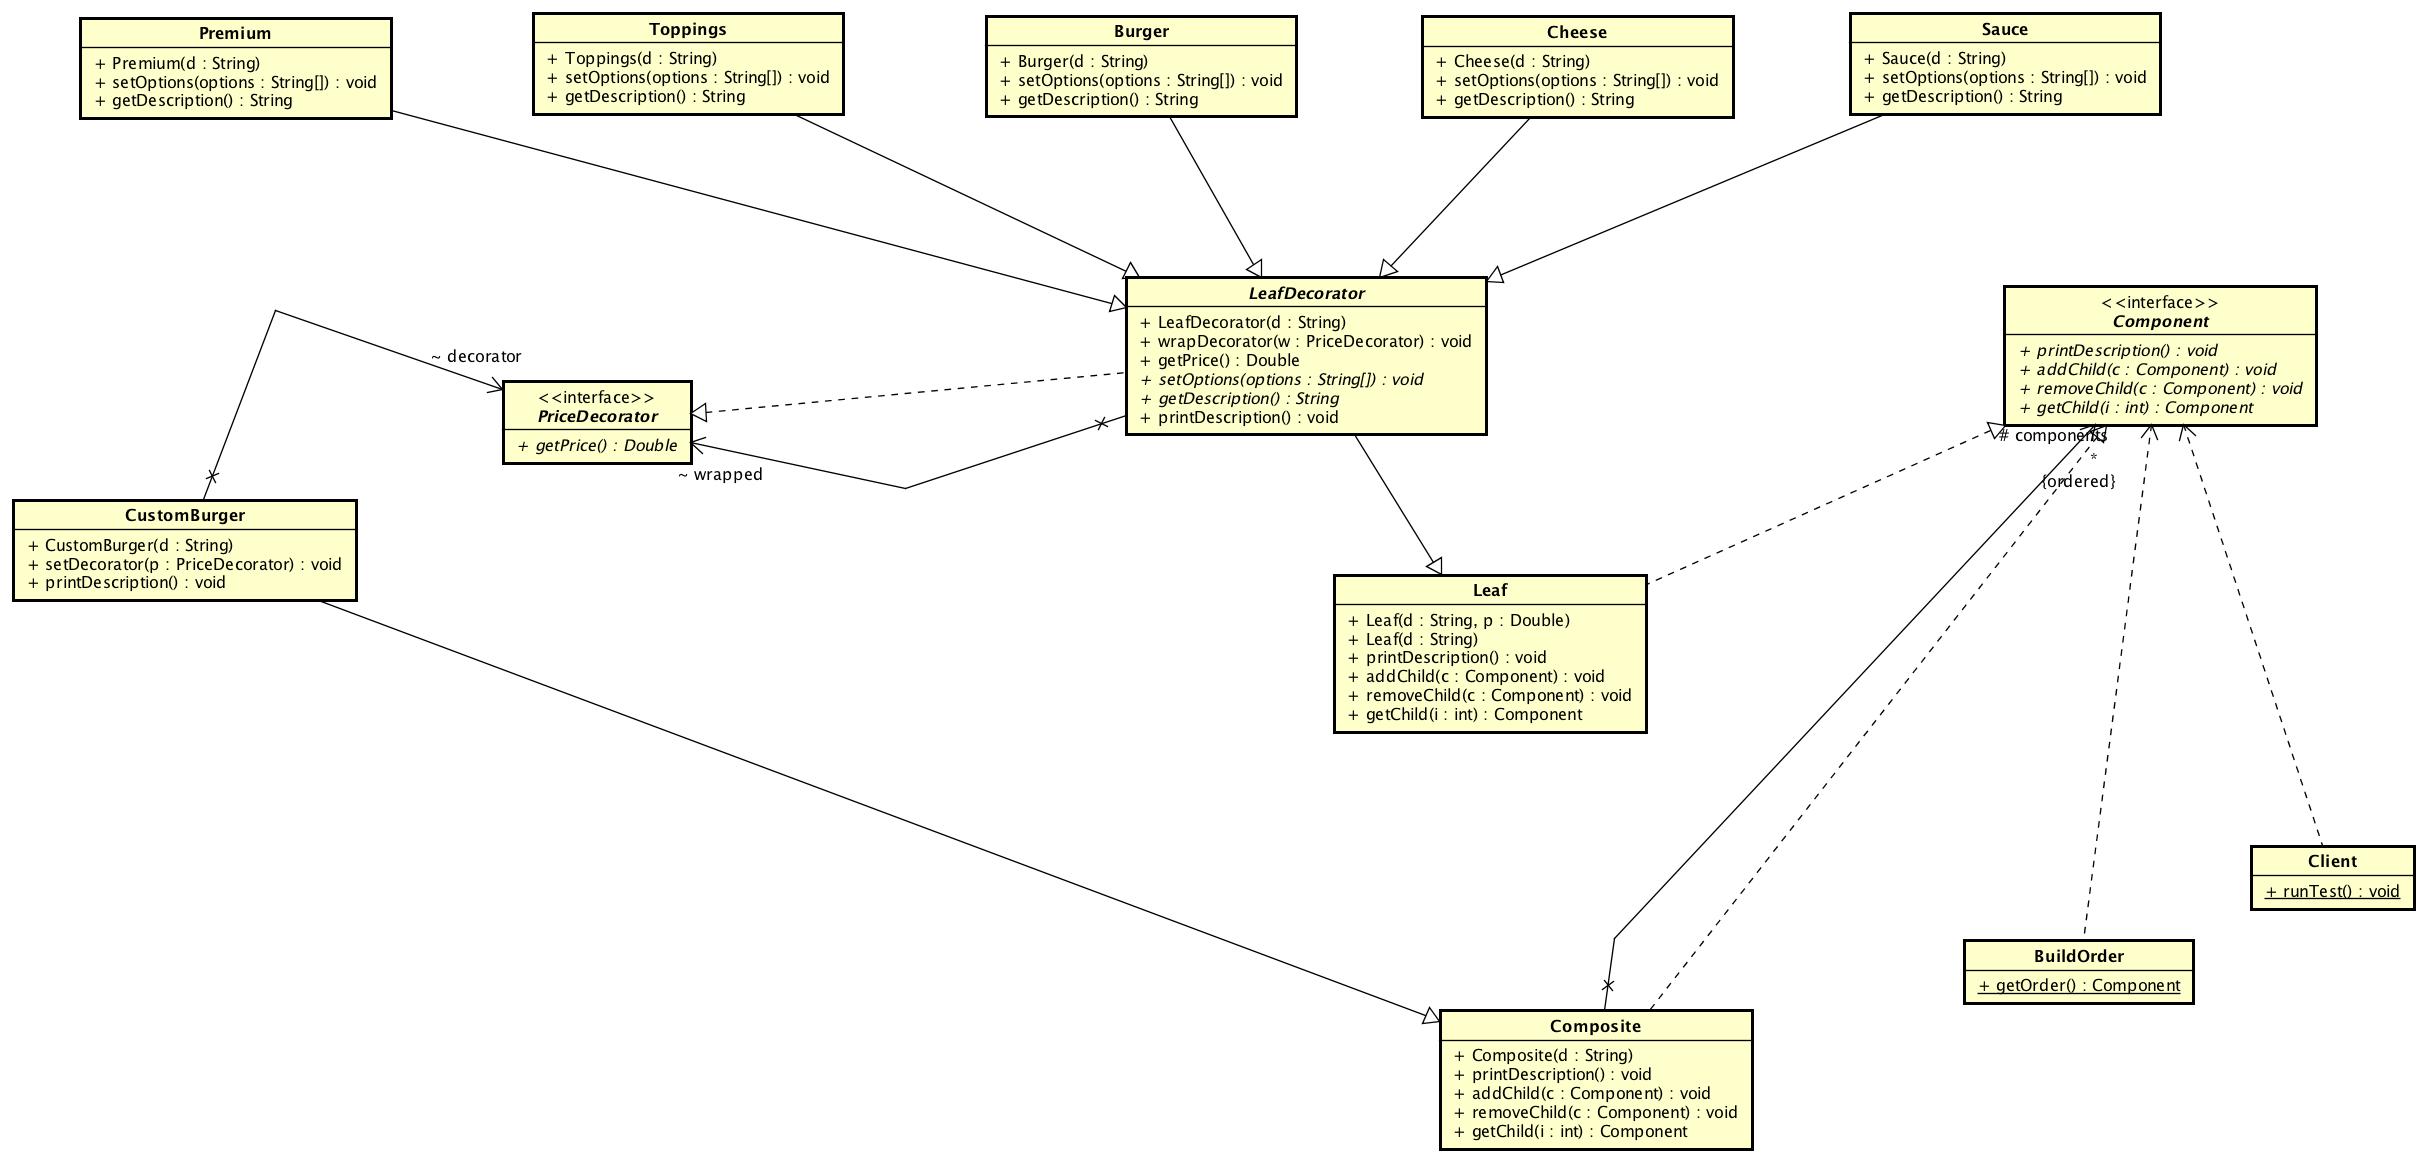 Premium
+ Premium(d : String)
+ setOptions(options : String[]) : void
+ getDescription() : String
Toppings
+ Toppings(d : String)
+ setOptions(options : String[]) : void
+ getDescription() : String
Burger
+ Burger(d : String)
+ setOptions(options : String[]) : void
+ getDescription() : String
Cheese
+ Cheese(d : String)
+ setOptions(options : String[]) : void
+ getDescription() : String
Sauce
+ Sauce(d : String)
+ setOptions(options : String[]) : void
+ getDescription() : String
LeafDecorator
+ LeafDecorator(d : String)
+ wrapDecorator(w : PriceDecorator) : void
+ getPrice() : Double
+ setOptions(options : String[]) : void
+ getDescription() : String
+ printDescription() : void
<<interface>>
Component
+ printDescription() : void
+ addChild(c : Component) : void
+ removeChild(c : Component) : void
+ getChild(i : int) : Component
~ decorator
<<interface>>
PriceDecorator
+ getPrice() : Double
~ wrapped
# components
*
{ordered}
CustomBurger
+ CustomBurger(d : String)
+ setDecorator(p : PriceDecorator) : void
+ printDescription() : void
Leaf
+ Leaf(d : String, p : Double)
+ Leaf(d : String)
+ printDescription() : void
+ addChild(c : Component) : void
+ removeChild(c : Component) : void
+ getChild(i : int) : Component
Client
+ runTest() : void
BuildOrder
+ getOrder() : Component
Composite
+ Composite(d : String)
+ printDescription() : void
+ addChild(c : Component) : void
+ removeChild(c : Component) : void
+ getChild(i : int) : Component